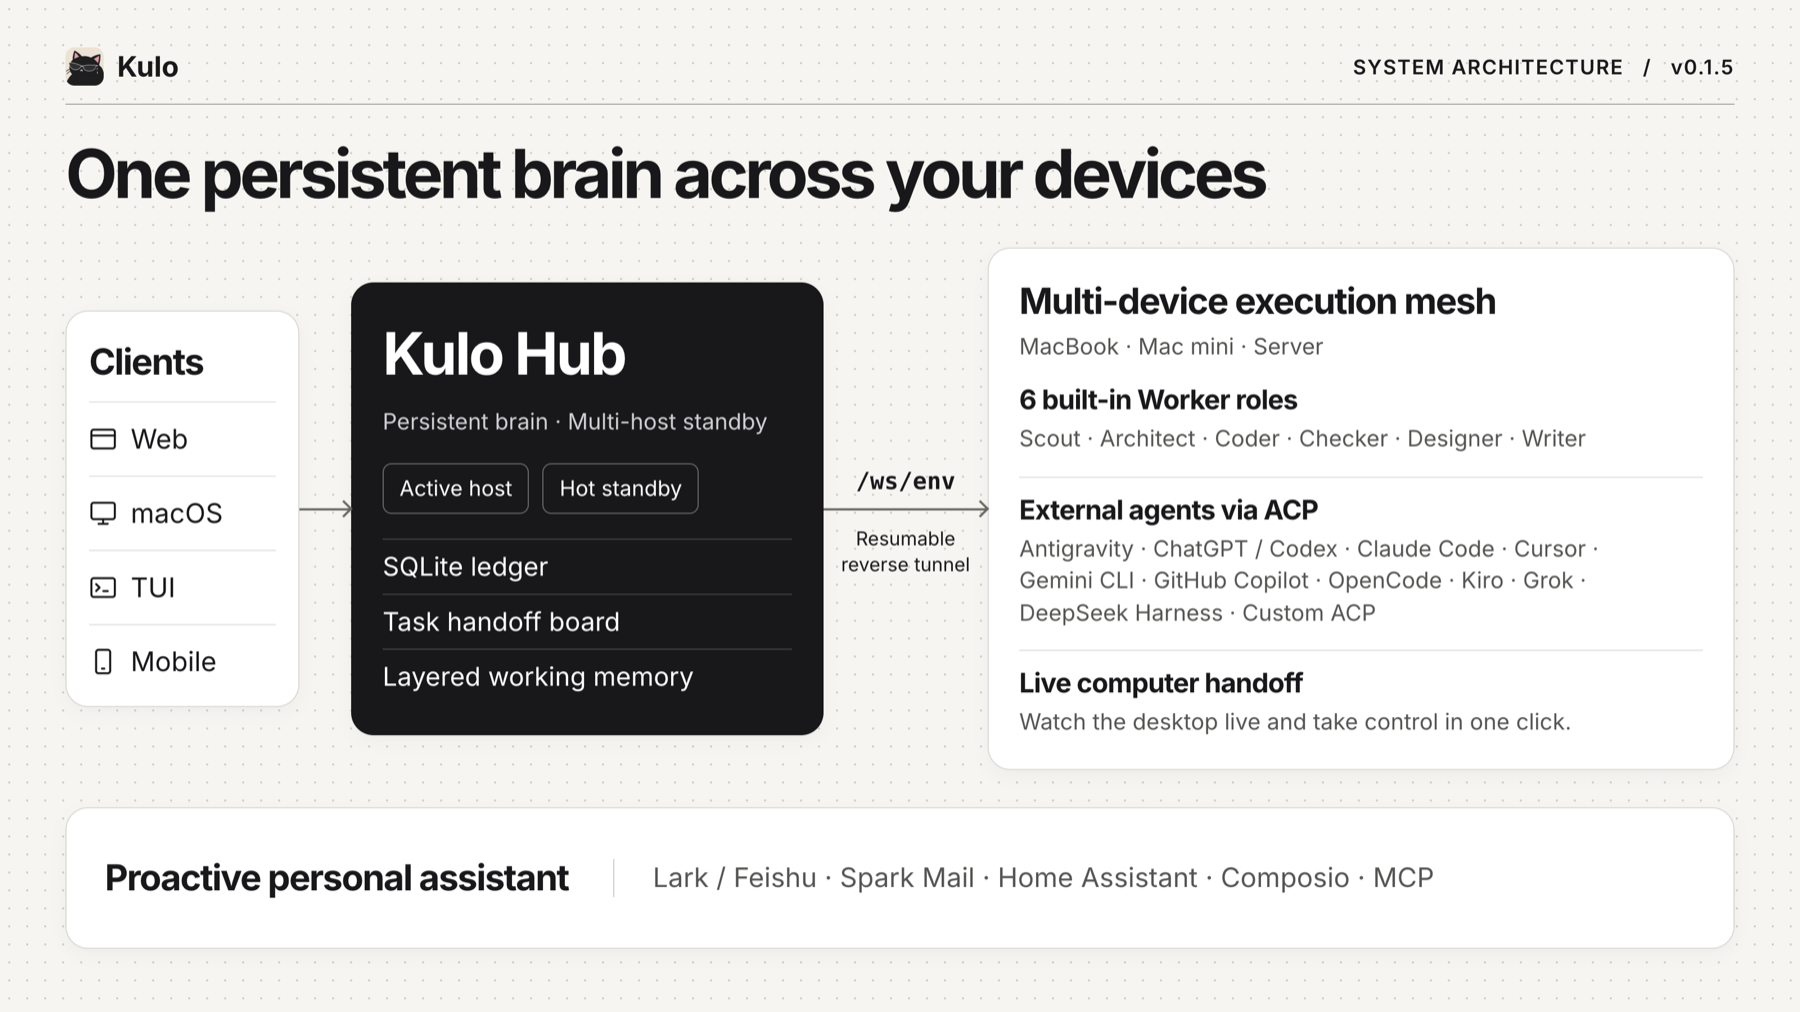 Kulo
SYSTEM ARCHITECTURE / v0.1.5
One persistent brain across your devices
Clients
Web
macOS
TUI
Mobile
Kulo Hub
Persistent brain · Multi-host standby
Active host
Hot standby
SQLite ledger
Task handoff board
Layered working memory
/ws/env
Resumable
reverse tunnel
Multi-device execution mesh
MacBook · Mac mini · Server
6 built-in Worker roles
Scout · Architect · Coder · Checker · Designer · Writer
External agents via ACP
Antigravity · ChatGPT / Codex · Claude Code · Cursor ·
Gemini CLI · GitHub Copilot · OpenCode · Kiro · Grok ·
DeepSeek Harness · Custom ACP
Live computer handoff
Watch the desktop live and take control in one click.
Proactive personal assistant
Lark / Feishu · Spark Mail · Home Assistant · Composio · MCP